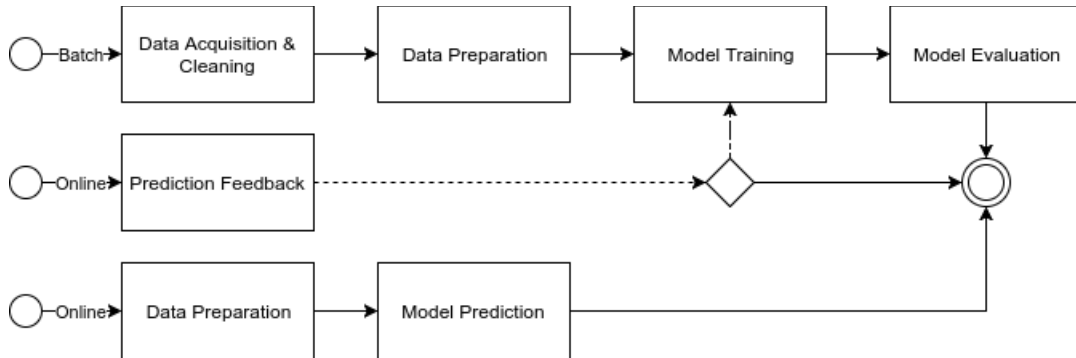 Batch
Data Acquisition &
Cleaning
Data Preparation
Model Training
Model Evaluation
Online
Prediction Feedback
Online
Data Preparation
Model Prediction